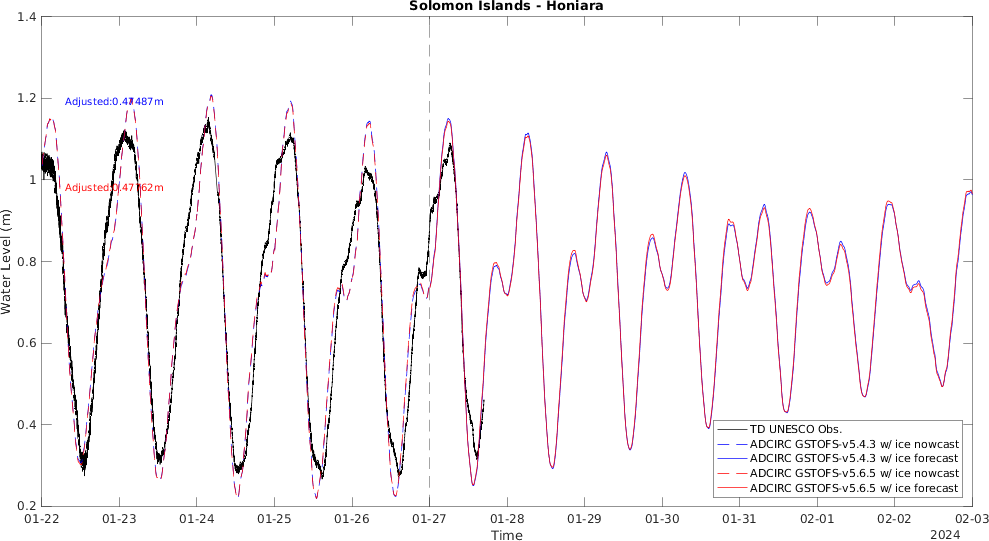 Solomon Islands - Honiara
1.4
1.2
1
0.8
0.6
0.4
0.2
Water Level (m)
Adjusted:0.47487m
Adjusted:0.47762m
TD UNESCO Obs.
ADCIRC GSTOFS-v5.4.3 w/ ice nowcast
ADCIRC GSTOFS-v5.4.3 w/ ice forecast
ADCIRC GSTOFS-v5.6.5 w/ ice nowcast
ADCIRC GSTOFS-v5.6.5 w/ ice forecast
01-22 01-23 01-24 01-25 01-26 01-27 01-28 01-29 01-30 01-31 02-01 02-02 02-03
Time
2024